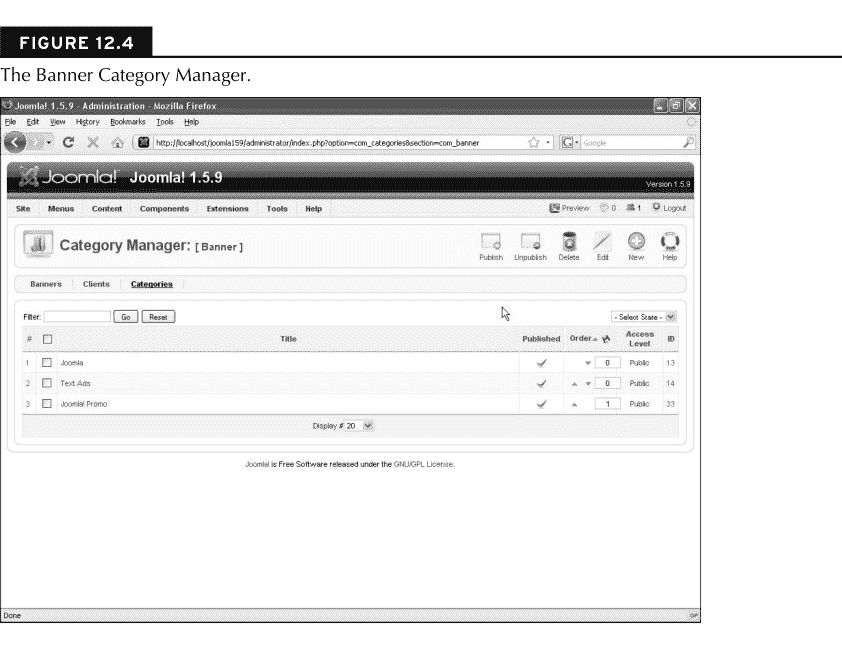 FIGURE 12.4
The Banner Category Manager.
Joomla! 1.5.9 - Administration - Mozilla Firefox
File Edit View History Bookmarks Tools Help
http://localhost/joomla159/administrator/index.php?option=com_categories&section=com_banner Google
Joomla! Joomla! 1.5.9
Version 1.5.9
Site Menus Content Components Extensions Tools Help Preview 0 1 Logout
Category Manager: [ Banner ]
Publish Unpublish Delete Edit New Help
Banners Clients Categories
Filter: Go Reset - Select State -
# Title Published Order Access Level ID
1 Joomla 0 Public 13
2 Text Ads 0 Public 14
3 Joomla! Promo 1 Public 33
Display # 20
Joomla! is Free Software released under the GNU/GPL License.
Done